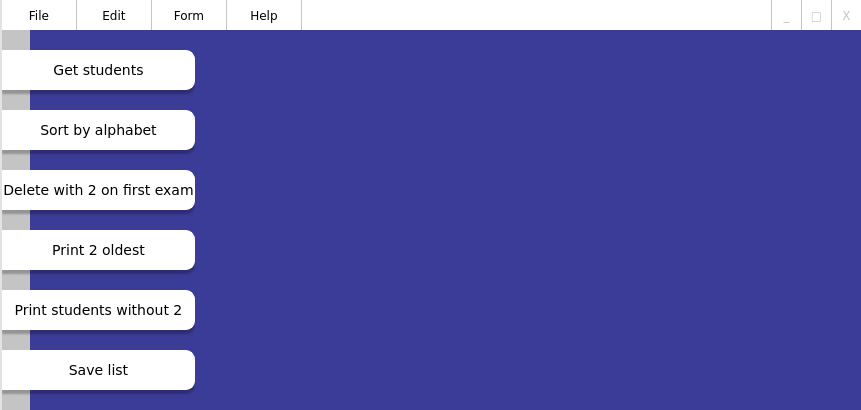 File Edit Form Help _ □ X
Get students
Sort by alphabet
Delete with 2 on first exam
Print 2 oldest
Print students without 2
Save list